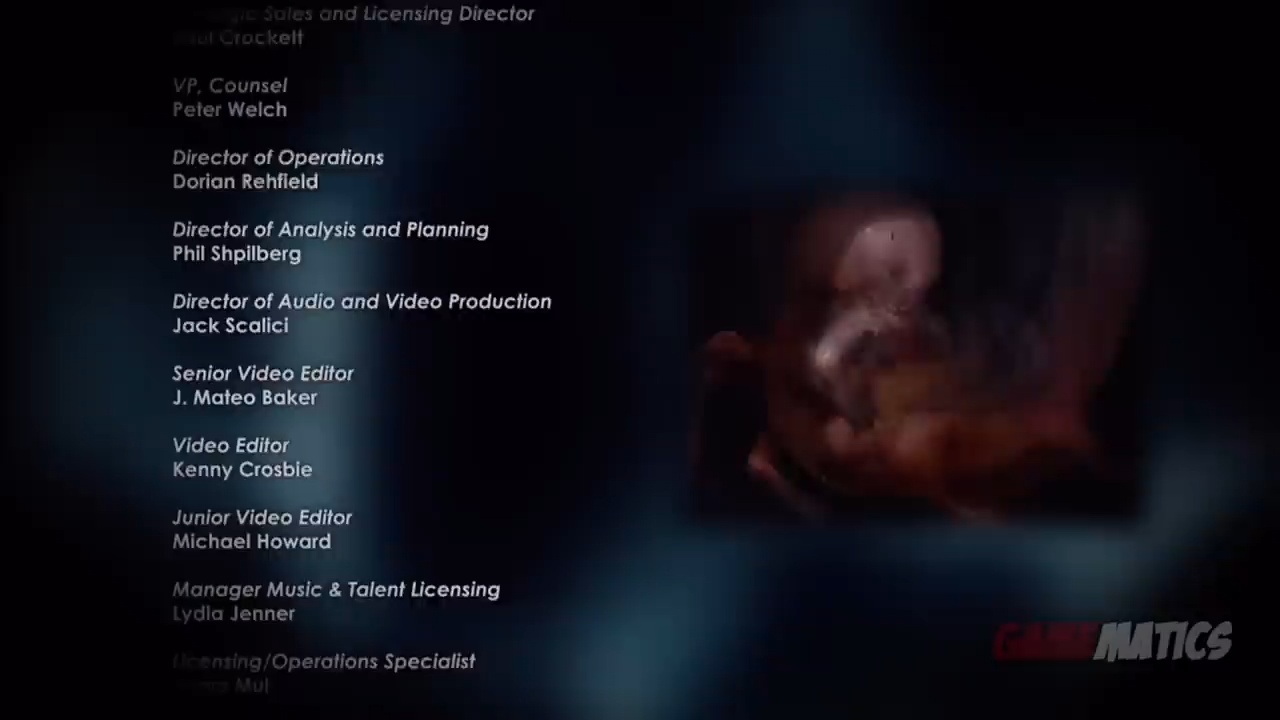 Sales and Licensing Director
Crockett
VP, Counsel
Peter Welch
Director of Operations
Dorian Rehfield
Director of Analysis and Planning
Phil Shpilberg
Director of Audio and Video Production
Jack Scalici
Senior Video Editor
J. Mateo Baker
Video Editor
Kenny Crosbie
Junior Video Editor
Michael Howard
Manager Music & Talent Licensing
Lydia Jenner
Licensing/Operations Specialist
Mui
GAMEMATICS